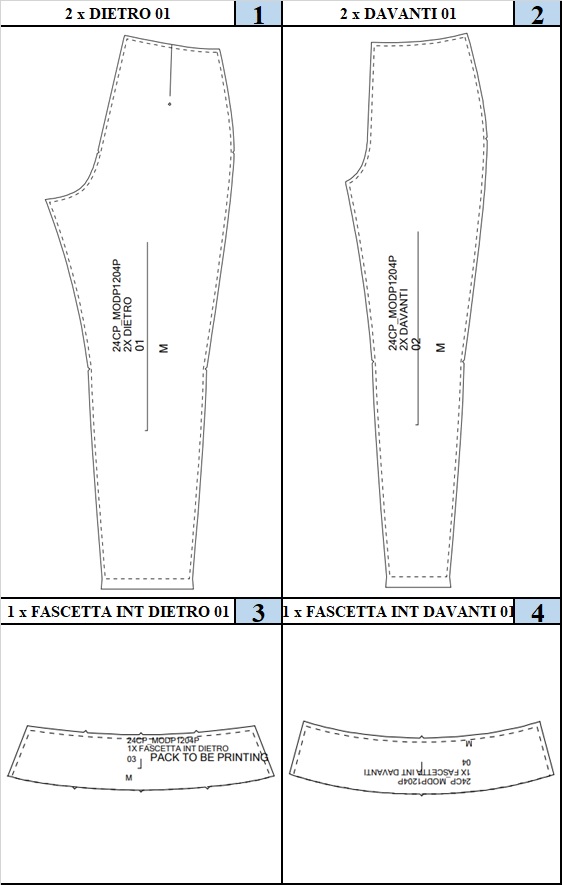 2 x DIETRO 01
1
2 x DAVANTI 01
2
24CP_MODP1204P
2X DIETRO
01
M
24CP_MODP1204P
2X DAVANTI
02
M
1 x FASCETTA INT DIETRO 01
3
1 x FASCETTA INT DAVANTI 01
4
24CP_MODP1204P
1X FASCETTA INT DIETRO
03 PACK TO BE PRINTING
M
24CP_MODP1204P
1X FASCETTA INT DAVANTI
04
M